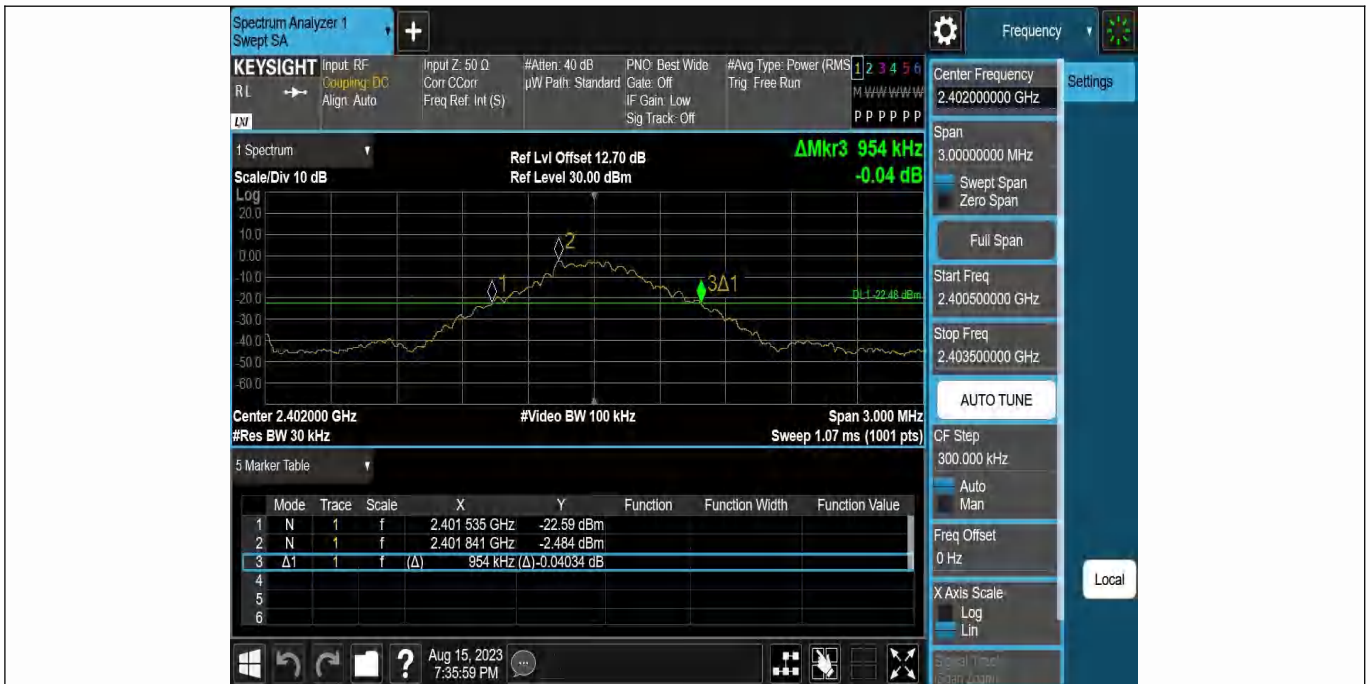 Spectrum Analyzer 1
Swept SA
+
Frequency
KEYSIGHT
RL
LXI
Input: RF
Coupling: DC
Align: Auto
Input Z: 50 Ω
Corr CCorr
Freq Ref: Int (S)
#Atten: 40 dB
µW Path: Standard
PNO: Best Wide
Gate: Off
IF Gain: Low
Sig Track: Off
#Avg Type: Power (RMS
Trig: Free Run
1 2 3 4 5 6
M W W W W W
P P P P P P
1 Spectrum
Scale/Div 10 dB
Ref Lvl Offset 12.70 dB
Ref Level 30.00 dBm
ΔMkr3 954 kHz
-0.04 dB
Log
20.0
10.0
0.00
-10.0
-20.0
-30.0
-40.0
-50.0
-60.0
1
2
3Δ1
DL1 -22.48 dBm
Center 2.402000 GHz
#Video BW 100 kHz
Span 3.000 MHz
#Res BW 30 kHz
Sweep 1.07 ms (1001 pts)
5 Marker Table
Mode Trace Scale X Y Function Function Width Function Value
1 N 1 f 2.401 535 GHz -22.59 dBm
2 N 1 f 2.401 841 GHz -2.484 dBm
3 Δ1 1 f (Δ) 954 kHz (Δ) -0.04034 dB
4
5
6
?
Aug 15, 2023
7:35:59 PM
Center Frequency
2.402000000 GHz
Settings
Span
3.00000000 MHz
Swept Span
Zero Span
Full Span
Start Freq
2.400500000 GHz
Stop Freq
2.403500000 GHz
AUTO TUNE
CF Step
300.000 kHz
Auto
Man
Freq Offset
0 Hz
X Axis Scale
Log
Lin
Signal Track
(Span Zoom)
Local